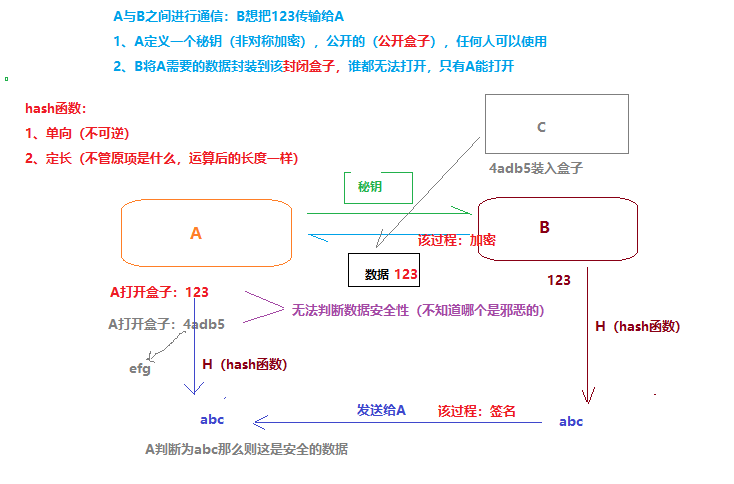 A与B之间进行通信：B想把123传输给A
1、A定义一个秘钥（非对称加密），公开的（公开盒子），任何人可以使用
2、B将A需要的数据封装到该封闭盒子，谁都无法打开，只有A能打开
hash函数：
1、单向（不可逆）
2、定长（不管原项是什么，运算后的长度一样）
C
4adb5装入盒子
秘钥
A
B
该过程：加密
数据 123
123
A打开盒子：123
无法判断数据安全性（不知道哪个是邪恶的）
A打开盒子：4adb5
H（hash函数）
efg
H（hash函数）
abc
发送给A
该过程：签名
abc
A判断为abc那么则这是安全的数据